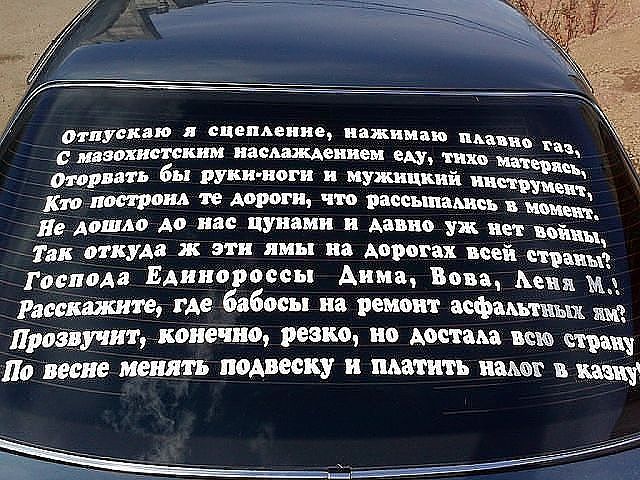 Отпускаю я сцепление, нажимаю плавно газ,
С мазохистским наслаждением еду, тихо матерясь,
Оторвать бы руки-ноги и мужицкий инструмент,
Кто построил те дороги, что рассыпались в момент.
Не дошло до нас цунами и давно уж нет войны,
Так откуда ж эти ямы на дорогах всей страны?
Господа Единороссы Дима, Вова, Леня М.!
Расскажите, где бабосы на ремонт асфальтных ям?
Прозвучит, конечно, резко, но достала всю страну
По весне менять подвеску и платить налог в казну!